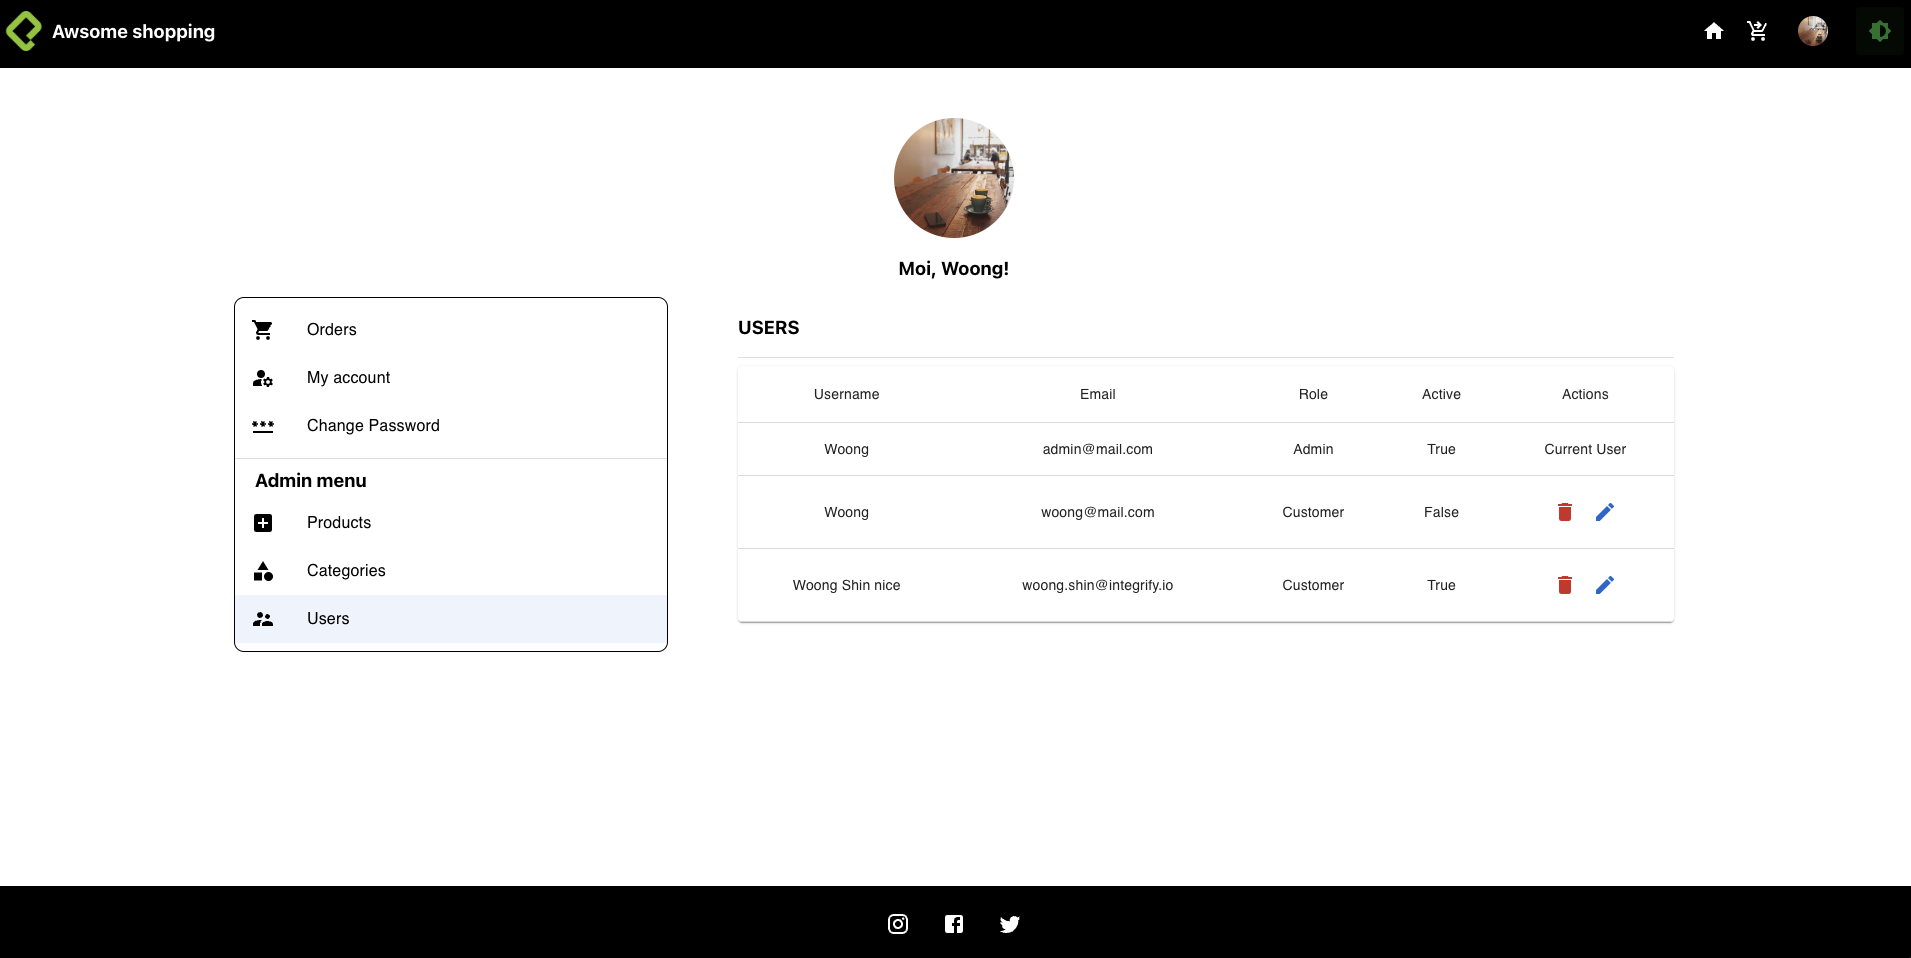 Awsome shopping
Moi, Woong!
Orders
My account
Change Password
Admin menu
Products
Categories
Users
USERS
Username Email Role Active Actions
Woong admin@mail.com Admin True Current User
Woong woong@mail.com Customer False
Woong Shin nice woong.shin@integrify.io Customer True